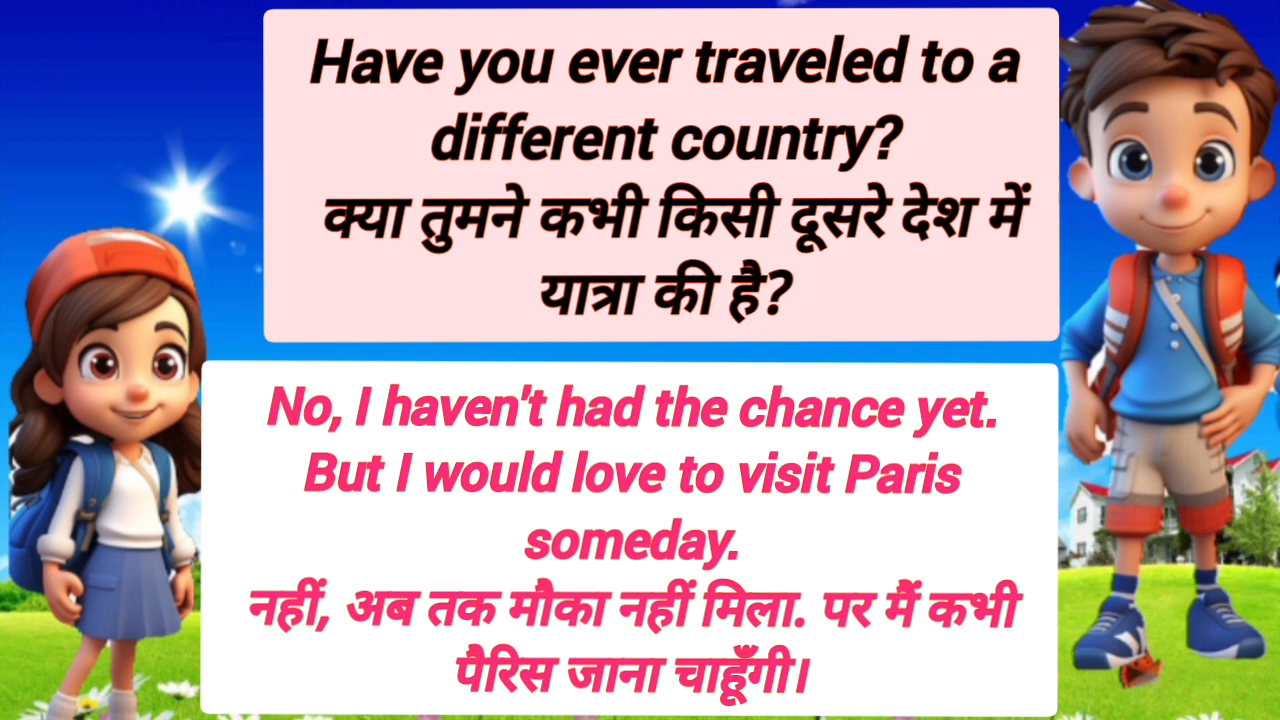 Have you ever traveled to a
different country?
क्या तुमने कभी किसी दूसरे देश में
यात्रा की है?
No, I haven't had the chance yet.
But I would love to visit Paris
someday.
नहीं, अब तक मौका नहीं मिला. पर मैं कभी
पैरिस जाना चाहूँगी।